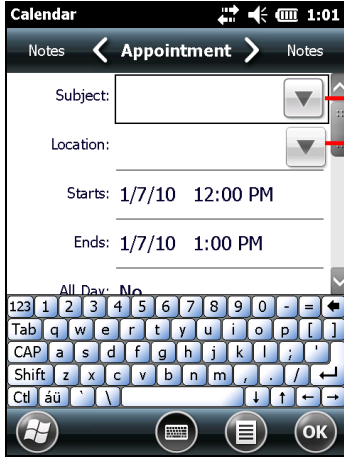 Calendar 1:01
Notes Appointment Notes
Subject:
Location:
Starts: 1/7/10 12:00 PM
Ends: 1/7/10 1:00 PM
All Day: No
123 1 2 3 4 5 6 7 8 9 0 - =
Tab q w e r t y u i o p [ ]
CAP a s d f g h j k l ; '
Shift z x c v b n m , . /
Ctl áü ` \
OK